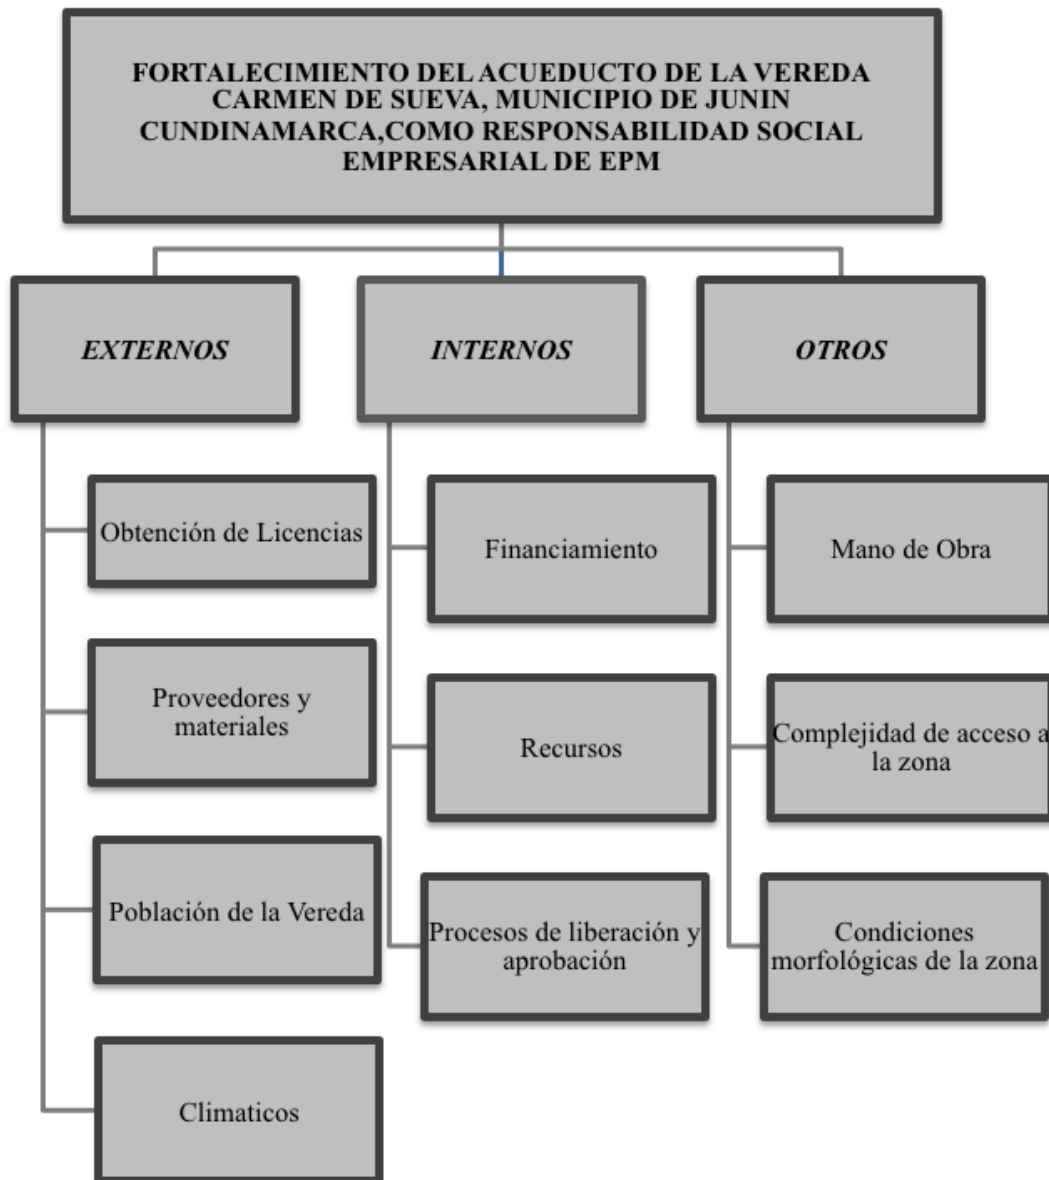 FORTALECIMIENTO DEL ACUEDUCTO DE LA VEREDA
CARMEN DE SUEVA, MUNICIPIO DE JUNIN
CUNDINAMARCA,COMO RESPONSABILIDAD SOCIAL
EMPRESARIAL DE EPM
EXTERNOS
INTERNOS
OTROS
Obtención de Licencias
Proveedores y
materiales
Población de la Vereda
Climaticos
Financiamiento
Recursos
Procesos de liberación y
aprobación
Mano de Obra
Complejidad de acceso a
la zona
Condiciones
morfológicas de la zona